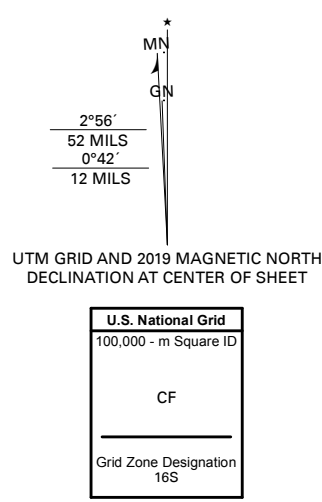 ★
MN
GN
2°56´
52 MILS
0°42´
12 MILS
UTM GRID AND 2019 MAGNETIC NORTH
DECLINATION AT CENTER OF SHEET
U.S. National Grid
100,000 - m Square ID
CF
Grid Zone Designation
16S